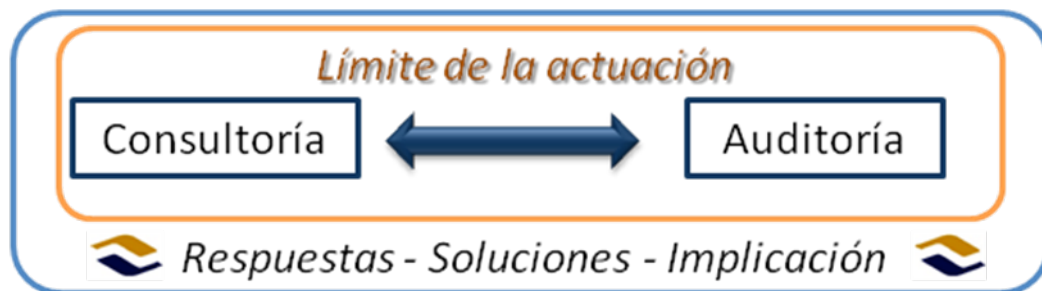 Límite de la actuación
Consultoría
Auditoría
Respuestas - Soluciones - Implicación